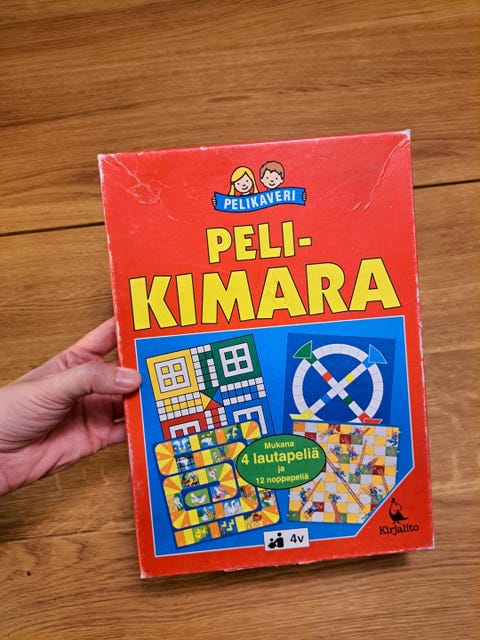 PELIKAVERI
PELI-
KIMARA
Mukana
4 lautapeliä
ja
12 noppapeliä
4v
Kirjalito